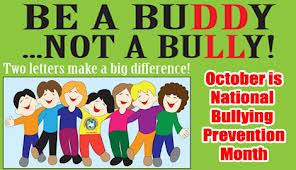 BE A BUDDY
...NOT A BULLY!
Two letters make a big difference!
October is
National
Bullying
Prevention
Month